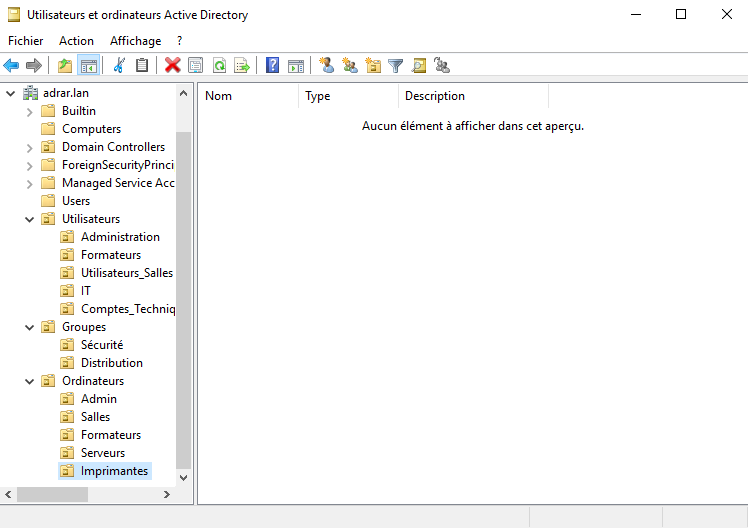 Utilisateurs et ordinateurs Active Directory
Fichier Action Affichage ?
adrar.lan
Builtin
Computers
Domain Controllers
ForeignSecurityPrinci
Managed Service Acc
Users
Utilisateurs
Administration
Formateurs
Utilisateurs_Salles
IT
Comptes_Techniq
Groupes
Sécurité
Distribution
Ordinateurs
Admin
Salles
Formateurs
Serveurs
Imprimantes
Nom Type Description
Aucun élément à afficher dans cet aperçu.